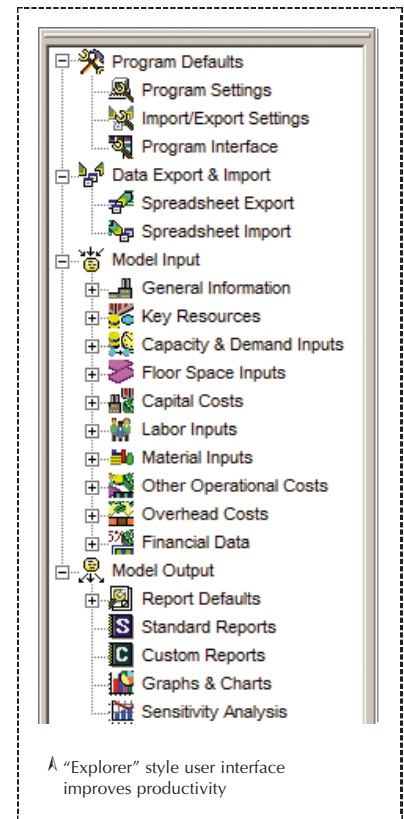 Program Defaults
Program Settings
Import/Export Settings
Program Interface
Data Export & Import
Spreadsheet Export
Spreadsheet Import
Model Input
General Information
Key Resources
Capacity & Demand Inputs
Floor Space Inputs
Capital Costs
Labor Inputs
Material Inputs
Other Operational Costs
Overhead Costs
Financial Data
Model Output
Report Defaults
S Standard Reports
C Custom Reports
Graphs & Charts
Sensitivity Analysis
“Explorer” style user interface
improves productivity